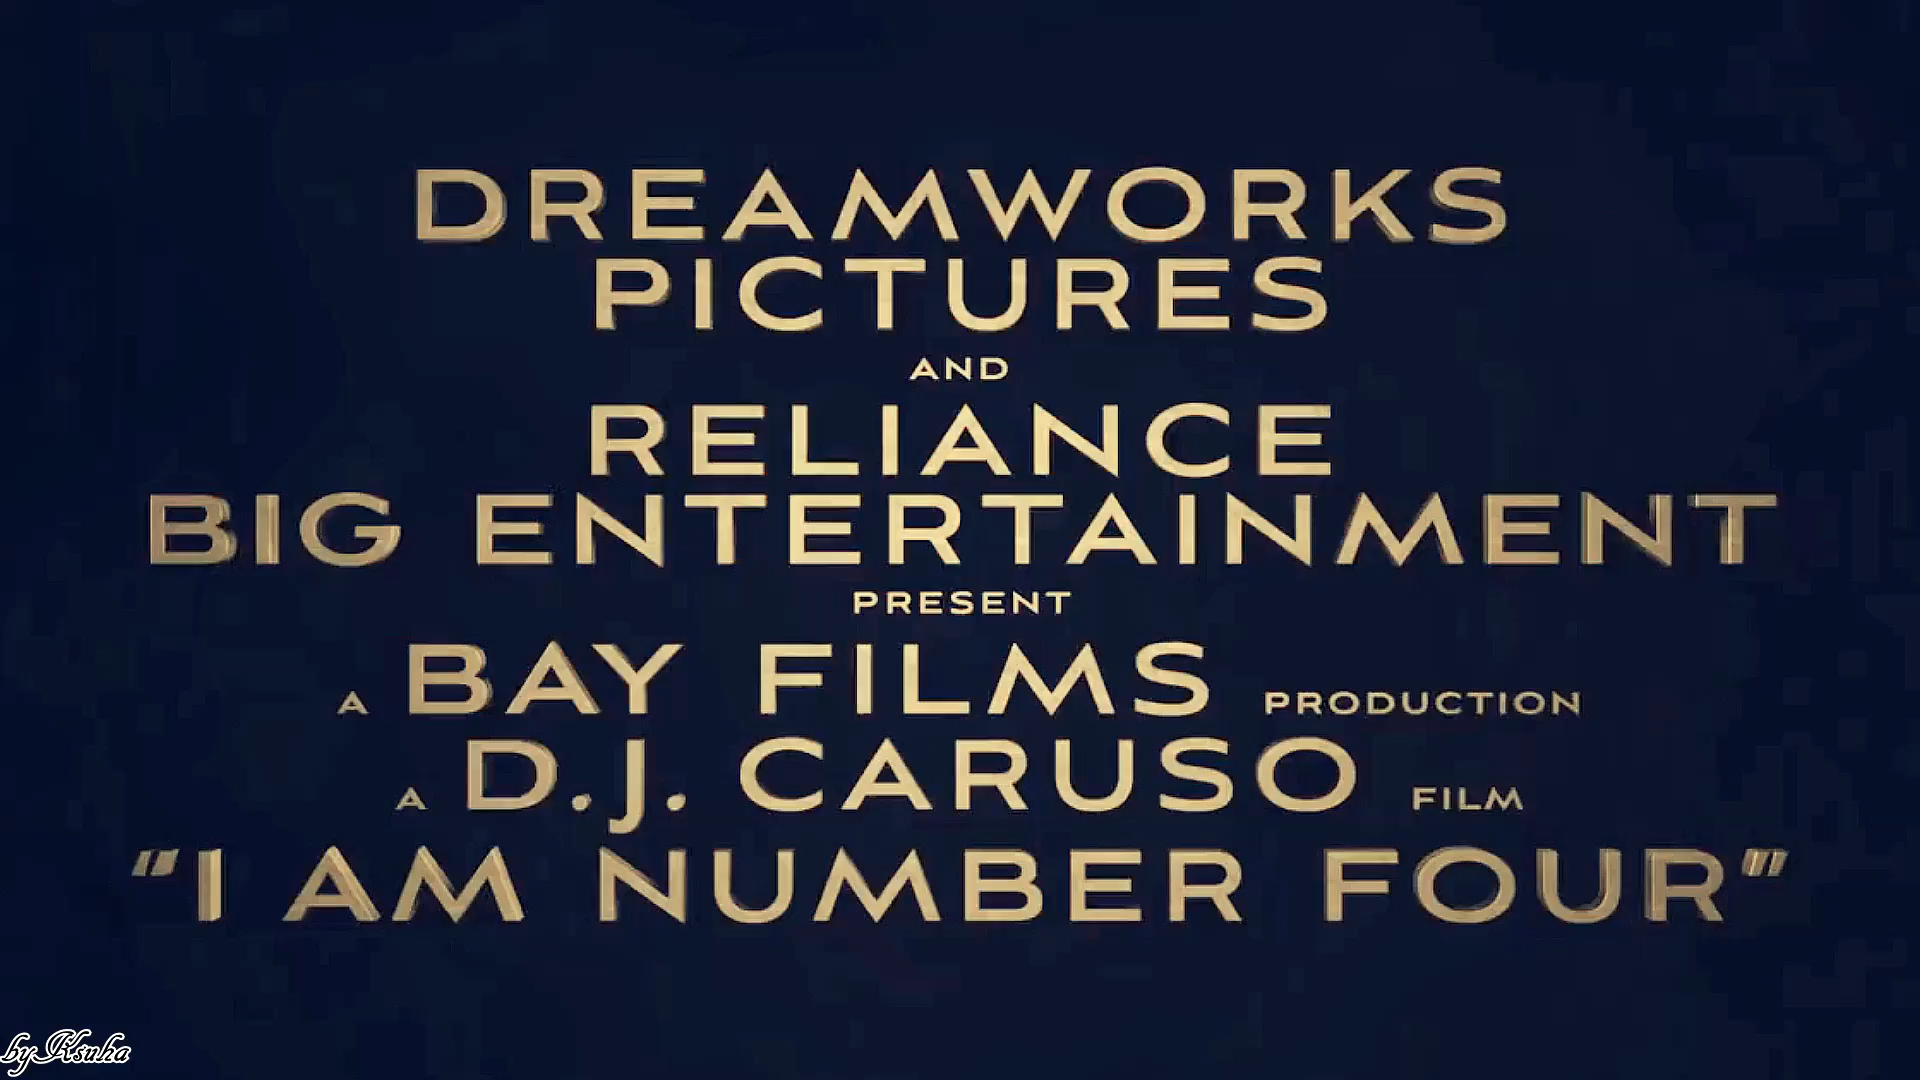 DREAMWORKS
PICTURES
AND
RELIANCE
BIG ENTERTAINMENT
PRESENT
A BAY FILMS PRODUCTION
A D.J. CARUSO FILM
"I AM NUMBER FOUR"
by Ksuha